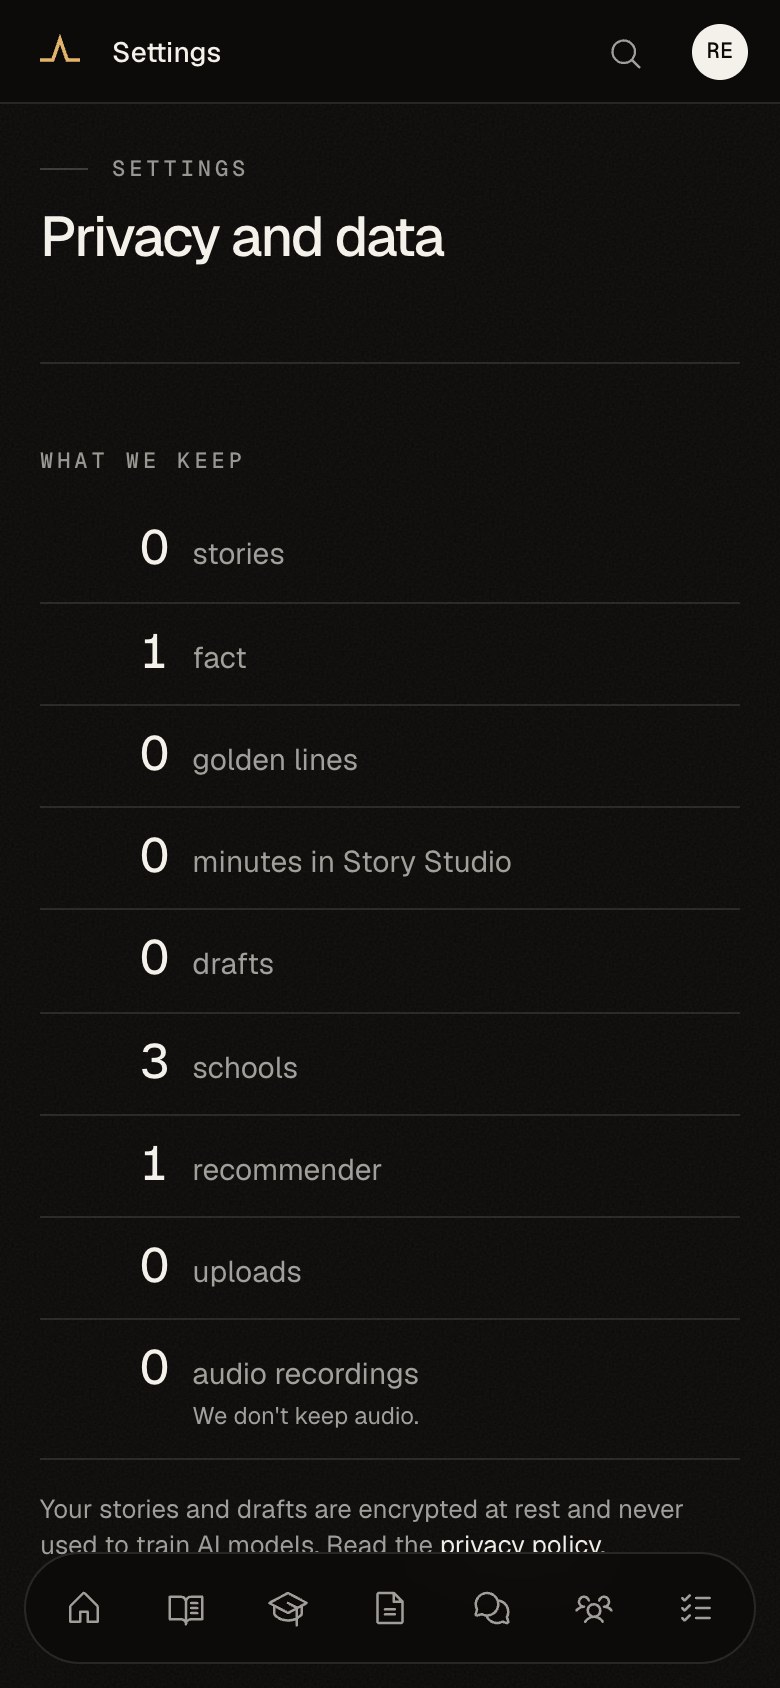 Settings
RE
SETTINGS
Privacy and data
WHAT WE KEEP
0 stories
1 fact
0 golden lines
0 minutes in Story Studio
0 drafts
3 schools
1 recommender
0 uploads
0 audio recordings
We don't keep audio.
Your stories and drafts are encrypted at rest and never
used to train AI models. Read the privacy policy.